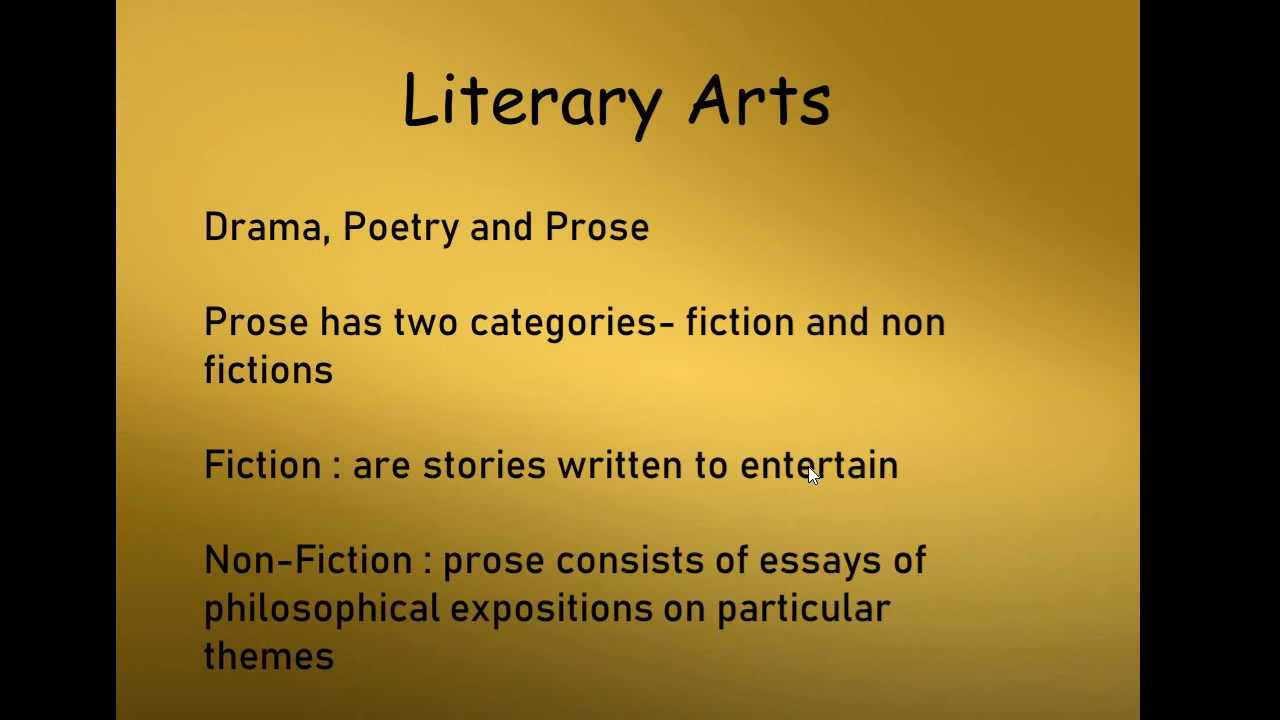 Literary Arts
Drama, Poetry and Prose
Prose has two categories- fiction and non
fictions
Fiction : are stories written to entertain
Non-Fiction : prose consists of essays of
philosophical expositions on particular
themes